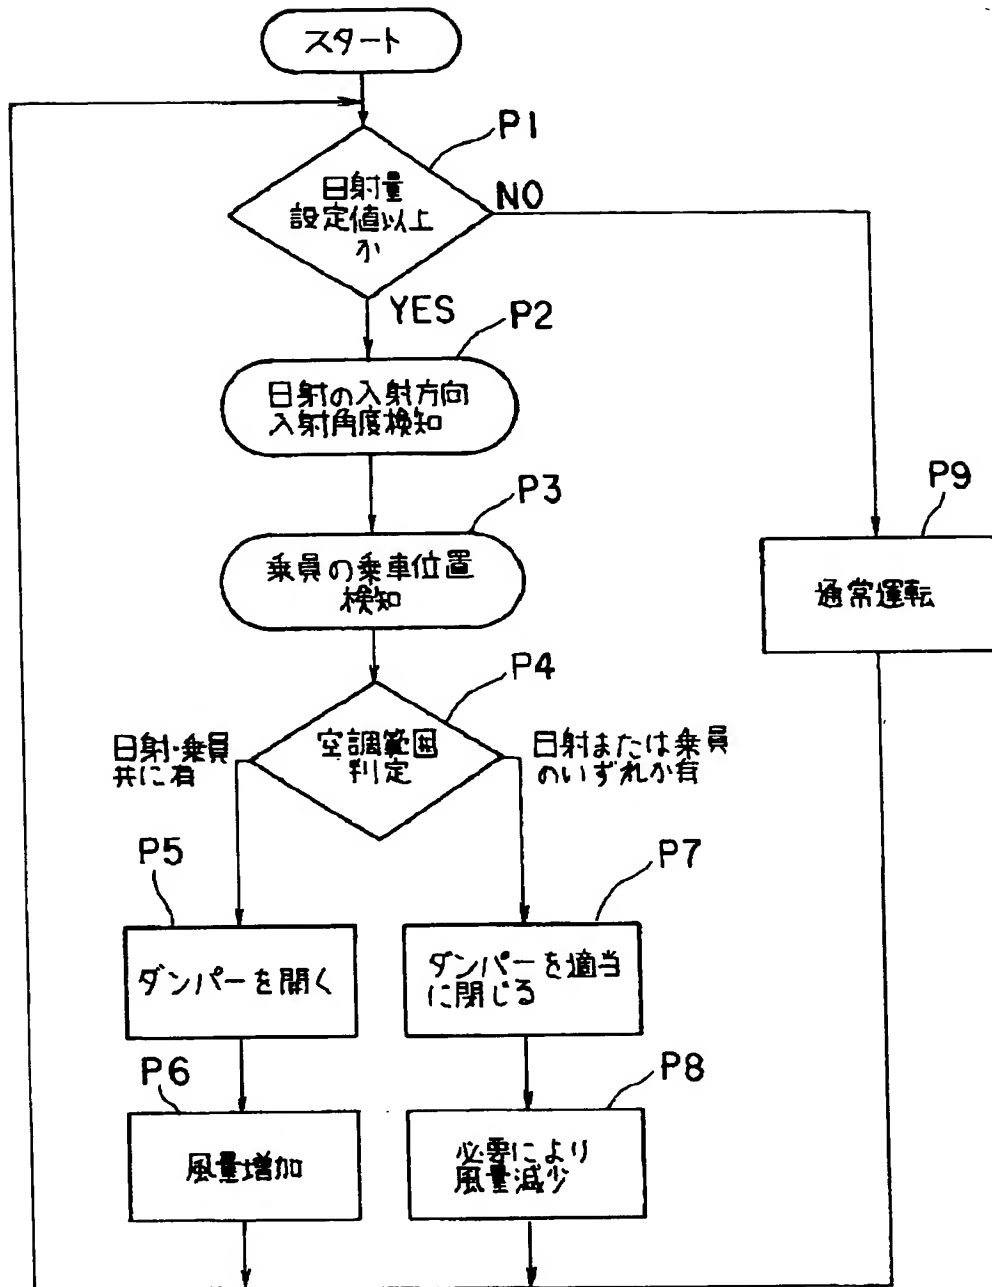 スタート
P1
日射量
設定値以上
か
NO
YES
P2
日射の入射方向
入射角度検知
P3
乗員の乗車位置
検知
P9
通常運転
P4
空調範囲
判定
日射・乗員
共に有
日射または乗員
のいずれか有
P5
ダンパーを開く
P7
ダンパーを適当
に閉じる
P6
風量増加
P8
必要により
風量減少